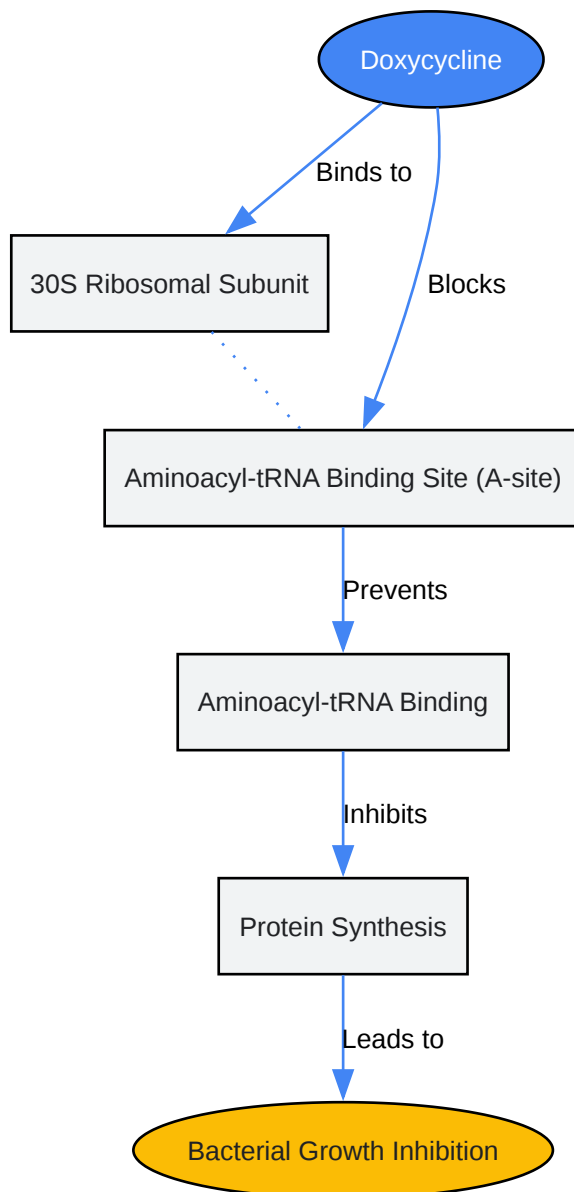 Doxycycline
Binds to
30S Ribosomal Subunit
Blocks
Aminoacyl-tRNA Binding Site (A-site)
Prevents
Aminoacyl-tRNA Binding
Inhibits
Protein Synthesis
Leads to
Bacterial Growth Inhibition